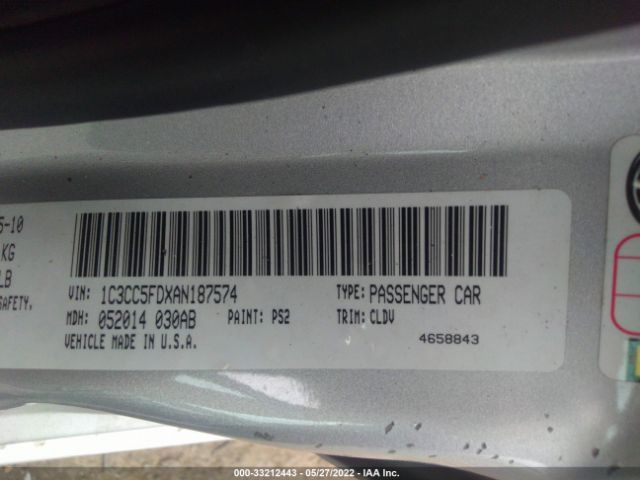 5-10
KG
LB
SAFETY.
VIN: 1C3CC5FDXAN187574 TYPE: PASSENGER CAR
MDH: 052014 030AB PAINT: PS2 TRIM: CLDV
VEHICLE MADE IN U.S.A. 4658843
000-33212443 - 05/27/2022 - IAA Inc.